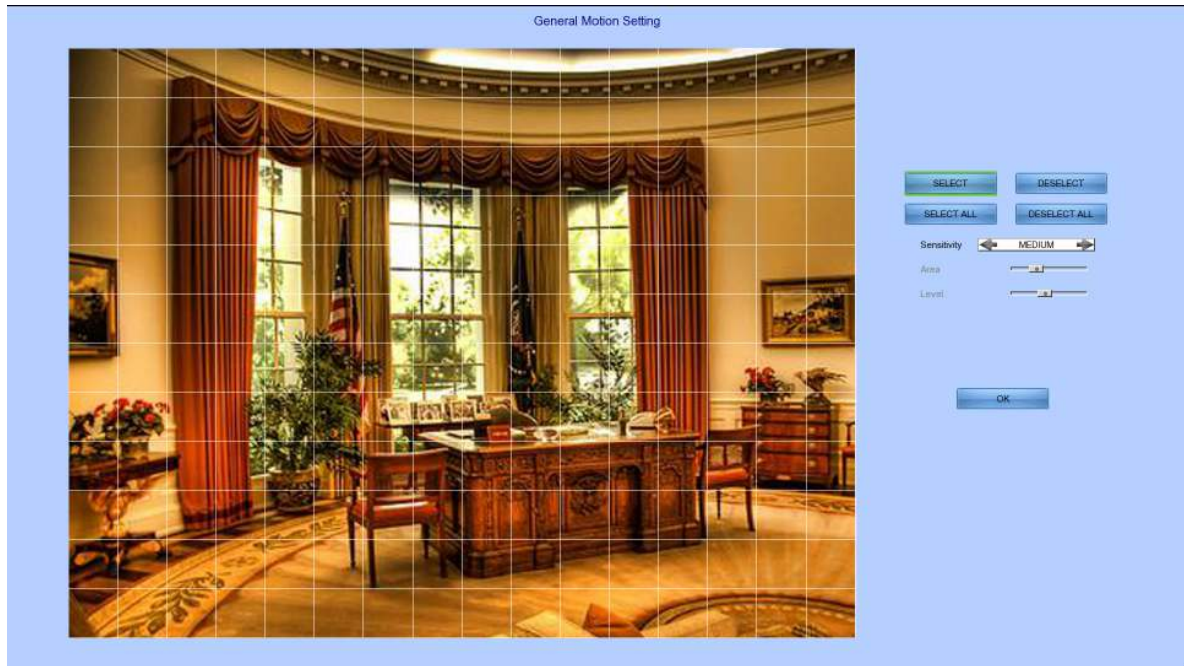 General Motion Setting
SELECT
DESELECT
SELECT ALL
DESELECT ALL
Sensitivity MEDIUM
Area
Level
OK